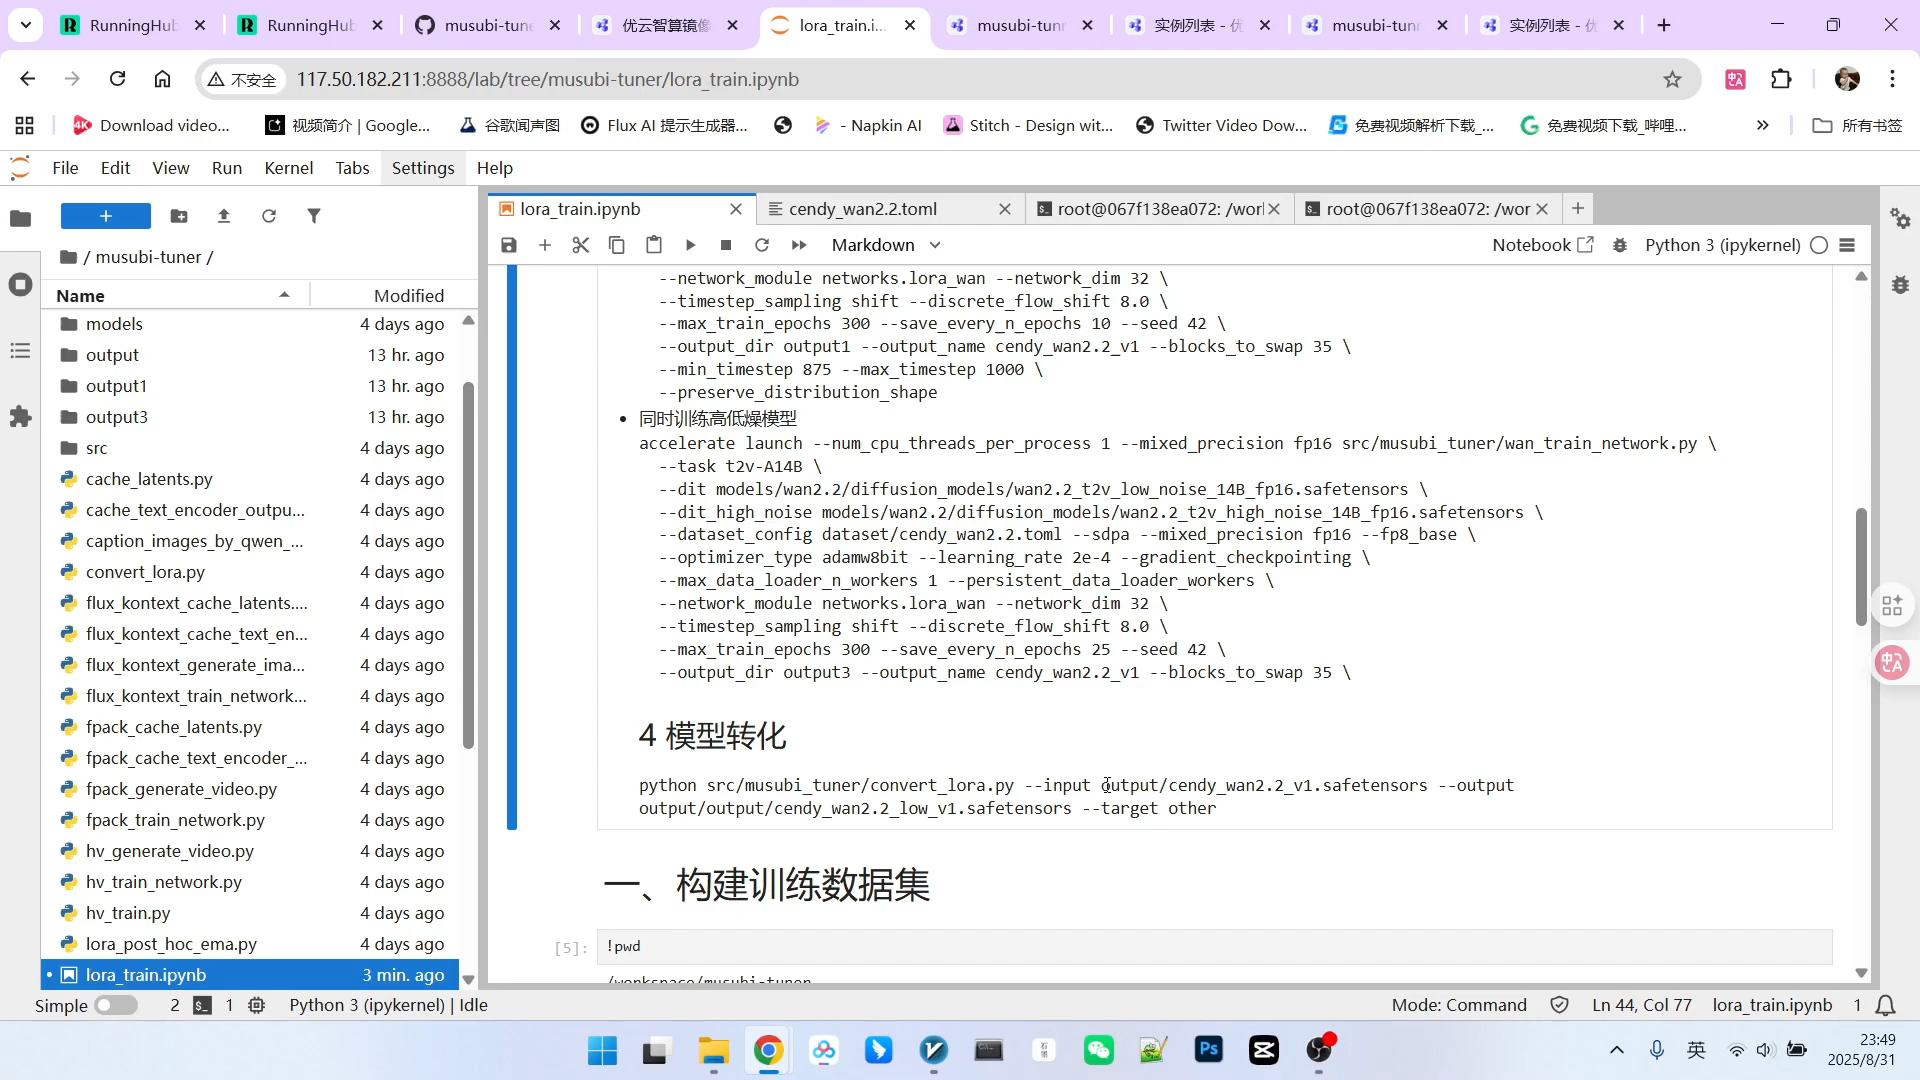 RunningHub
RunningHub
musubi-tune
优云智算镜像
lora_train.i...
musubi-tun
实例列表 - 优
musubi-tun
实例列表 - 优
不安全
117.50.182.211:8888/lab/tree/musubi-tuner/lora_train.ipynb
Download video...
视频简介 | Google...
谷歌闻声图
Flux AI 提示生成器...
- Napkin AI
Stitch - Design wit...
Twitter Video Dow...
免费视频解析下载_...
免费视频下载_哔哩...
»
所有书签
File Edit View Run Kernel Tabs Settings Help
lora_train.ipynb
cendy_wan2.2.toml
root@067f138ea072: /wor
root@067f138ea072: /wor
/ musubi-tuner /
Markdown
Notebook
Python 3 (ipykernel)
Name Modified
models 4 days ago
output 13 hr. ago
output1 13 hr. ago
output3 13 hr. ago
src 4 days ago
cache_latents.py 4 days ago
cache_text_encoder_outpu... 4 days ago
caption_images_by_qwen_... 4 days ago
convert_lora.py 4 days ago
flux_kontext_cache_latents.... 4 days ago
flux_kontext_cache_text_en... 4 days ago
flux_kontext_generate_ima... 4 days ago
flux_kontext_train_network... 4 days ago
fpack_cache_latents.py 4 days ago
fpack_cache_text_encoder_... 4 days ago
fpack_generate_video.py 4 days ago
fpack_train_network.py 4 days ago
hv_generate_video.py 4 days ago
hv_train_network.py 4 days ago
hv_train.py 4 days ago
lora_post_hoc_ema.py 4 days ago
lora_train.ipynb 3 min. ago
--network_module networks.lora_wan --network_dim 32 \
--timestep_sampling shift --discrete_flow_shift 8.0 \
--max_train_epochs 300 --save_every_n_epochs 10 --seed 42 \
--output_dir output1 --output_name cendy_wan2.2_v1 --blocks_to_swap 35 \
--min_timestep 875 --max_timestep 1000 \
--preserve_distribution_shape
• 同时训练高低燥模型
accelerate launch --num_cpu_threads_per_process 1 --mixed_precision fp16 src/musubi_tuner/wan_train_network.py \
--task t2v-A14B \
--dit models/wan2.2/diffusion_models/wan2.2_t2v_low_noise_14B_fp16.safetensors \
--dit_high_noise models/wan2.2/diffusion_models/wan2.2_t2v_high_noise_14B_fp16.safetensors \
--dataset_config dataset/cendy_wan2.2.toml --sdpa --mixed_precision fp16 --fp8_base \
--optimizer_type adamw8bit --learning_rate 2e-4 --gradient_checkpointing \
--max_data_loader_n_workers 1 --persistent_data_loader_workers \
--network_module networks.lora_wan --network_dim 32 \
--timestep_sampling shift --discrete_flow_shift 8.0 \
--max_train_epochs 300 --save_every_n_epochs 25 --seed 42 \
--output_dir output3 --output_name cendy_wan2.2_v1 --blocks_to_swap 35 \
4 模型转化
python src/musubi_tuner/convert_lora.py --input output/cendy_wan2.2_v1.safetensors --output
output/output/cendy_wan2.2_low_v1.safetensors --target other
一、构建训练数据集
[5]: !pwd
/workspace/musubi-tuner
Simple 2 1 Python 3 (ipykernel) | Idle
Mode: Command Ln 44, Col 77 lora_train.ipynb 1
Ps
英
23:49
2025/8/31